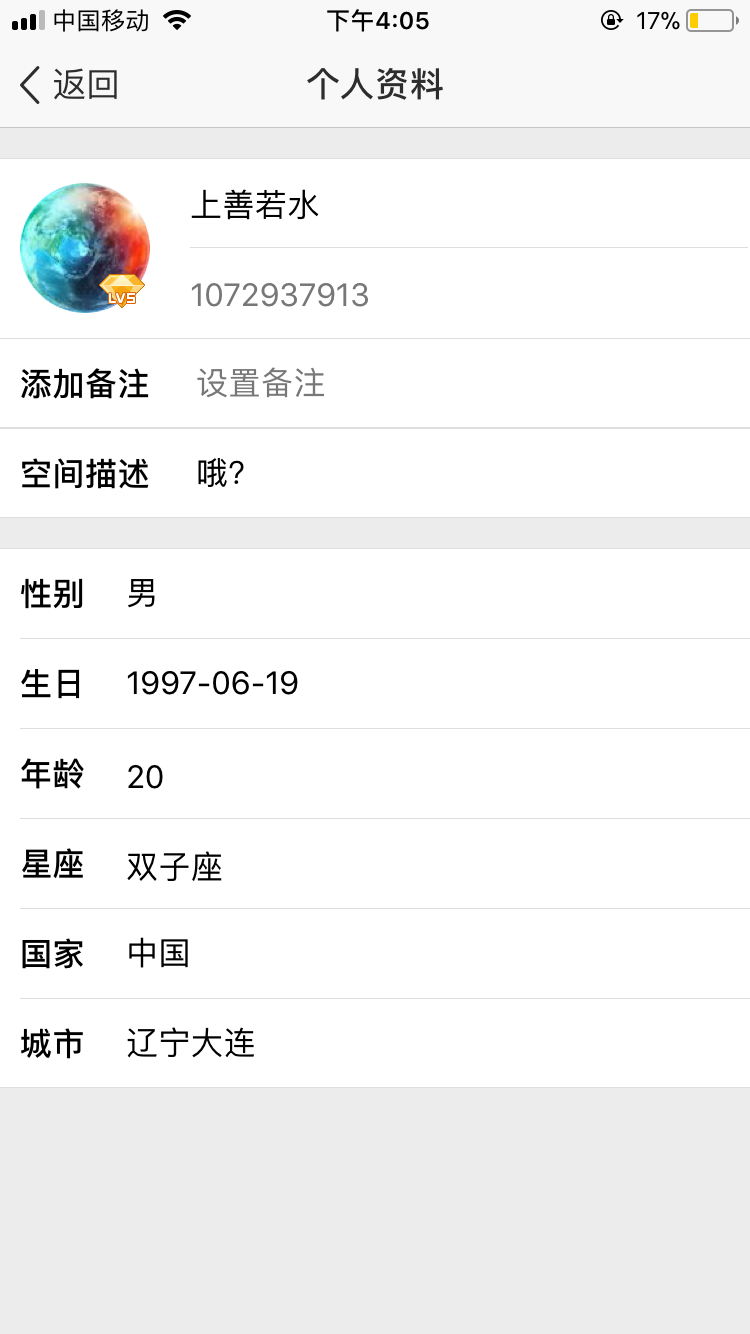 中国移动 下午4:05 17%
返回 个人资料
上善若水
LV5
1072937913
添加备注 设置备注
空间描述 哦?
性别 男
生日 1997-06-19
年龄 20
星座 双子座
国家 中国
城市 辽宁大连